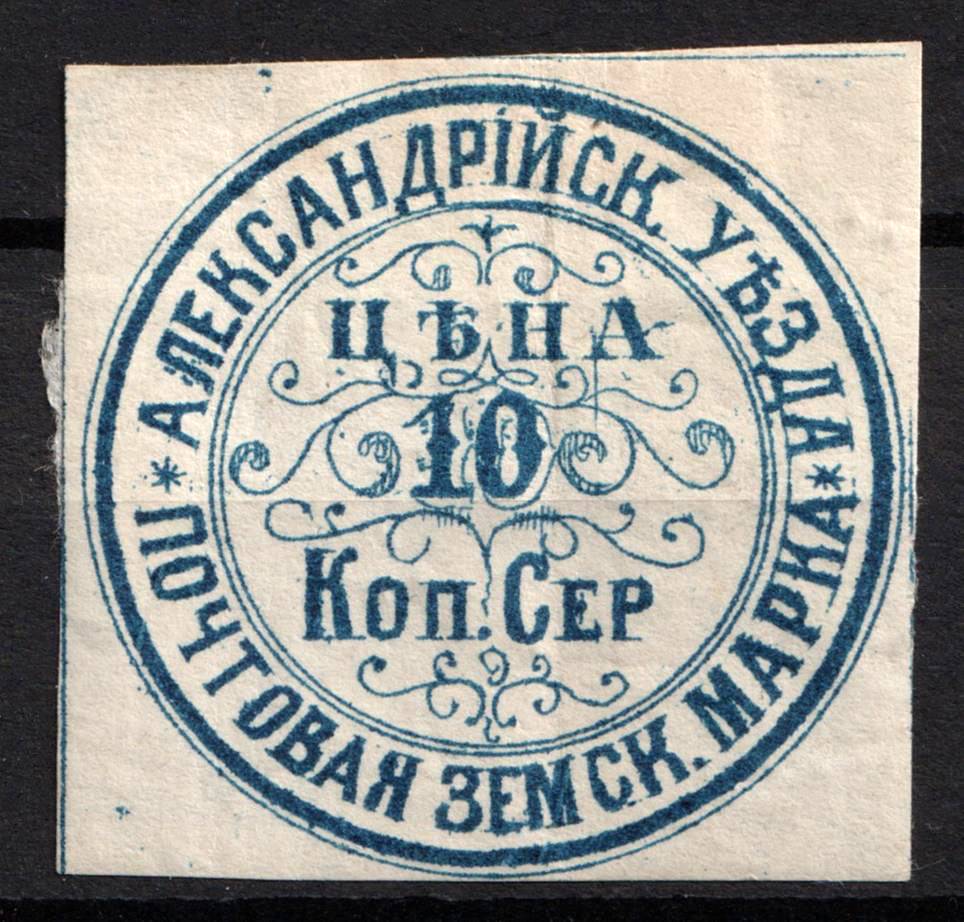 АЛЕКСАНДРІЙСК. УѢЗДА
ЦѢНА
10
КОП. СЕР
* ПОЧТОВАЯ ЗЕМСК. МАРКА *